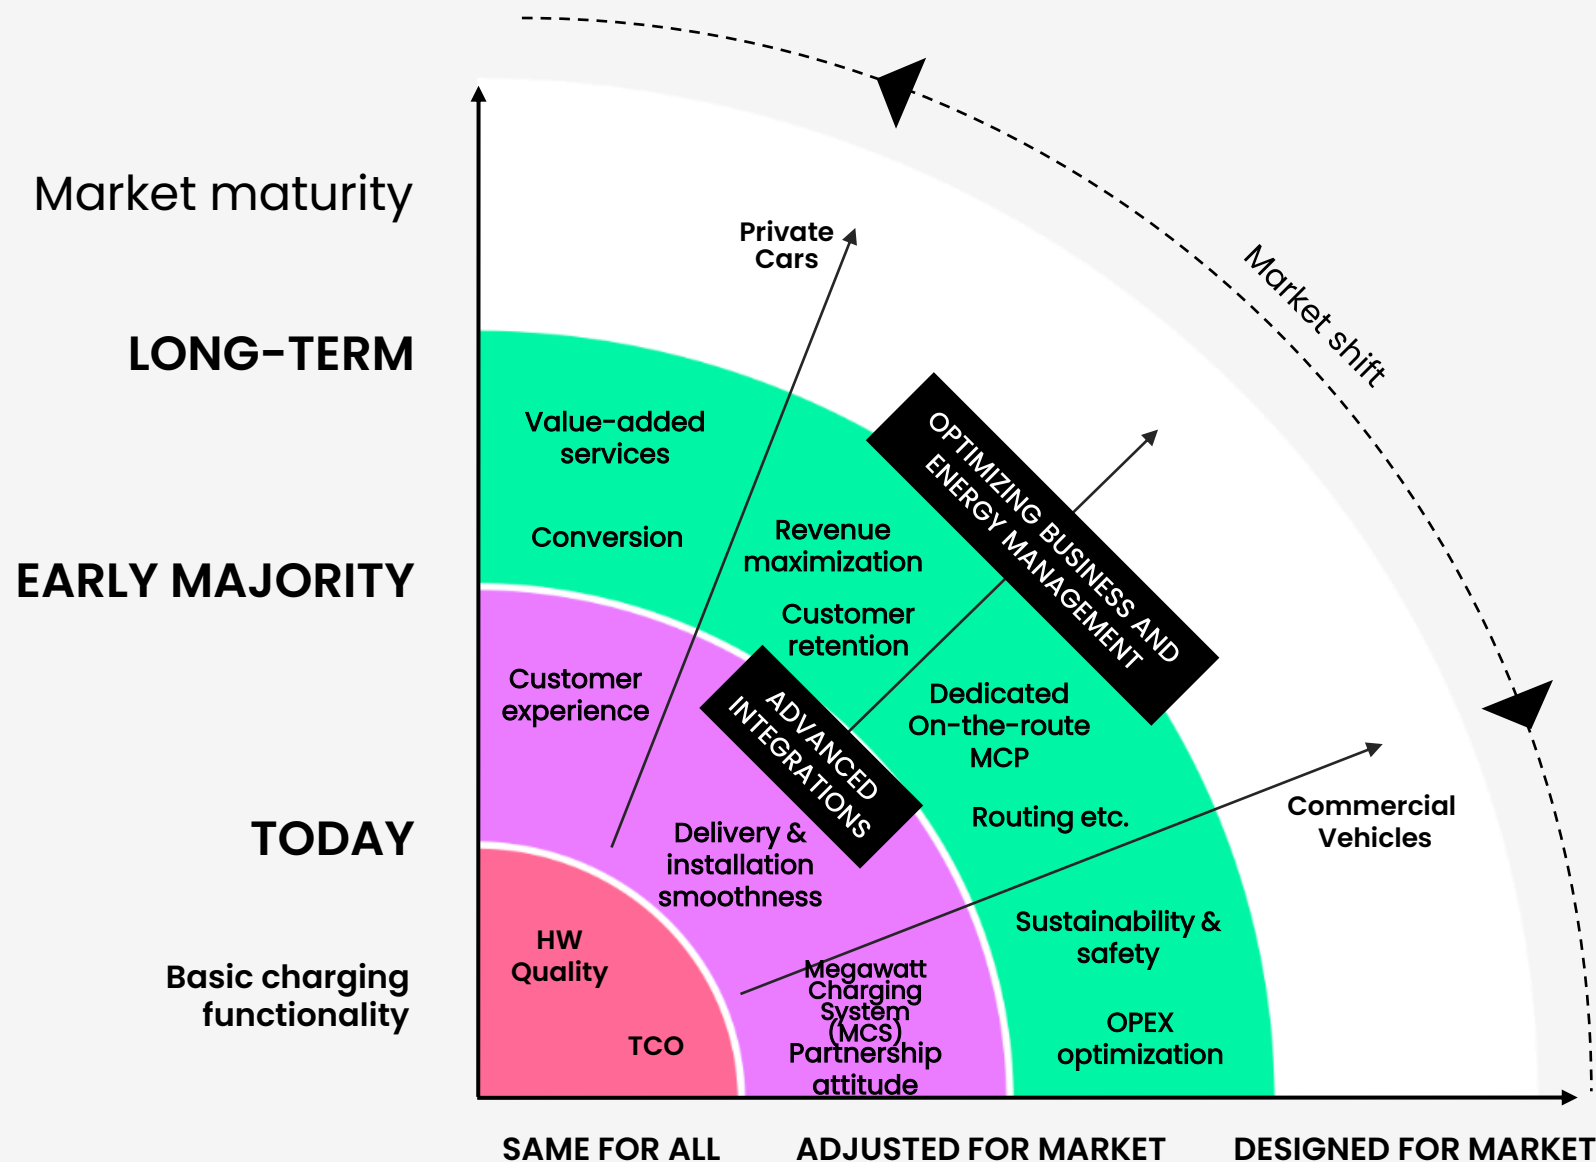 Market maturity
LONG-TERM
EARLY MAJORITY
TODAY
Basic charging
functionality
Private
Cars
Market shift
Value-added
services
Conversion
Revenue
maximization
Customer
retention
OPTIMIZING BUSINESS AND
ENERGY MANAGEMENT
Customer
experience
ADVANCED
INTEGRATIONS
Dedicated
On-the-route
MCP
Routing etc.
Commercial
Vehicles
Delivery &
installation
smoothness
Sustainability &
safety
HW
Quality
TCO
Megawatt
Charging
System
(MCS)
Partnership
attitude
OPEX
optimization
SAME FOR ALL
ADJUSTED FOR MARKET
DESIGNED FOR MARKET